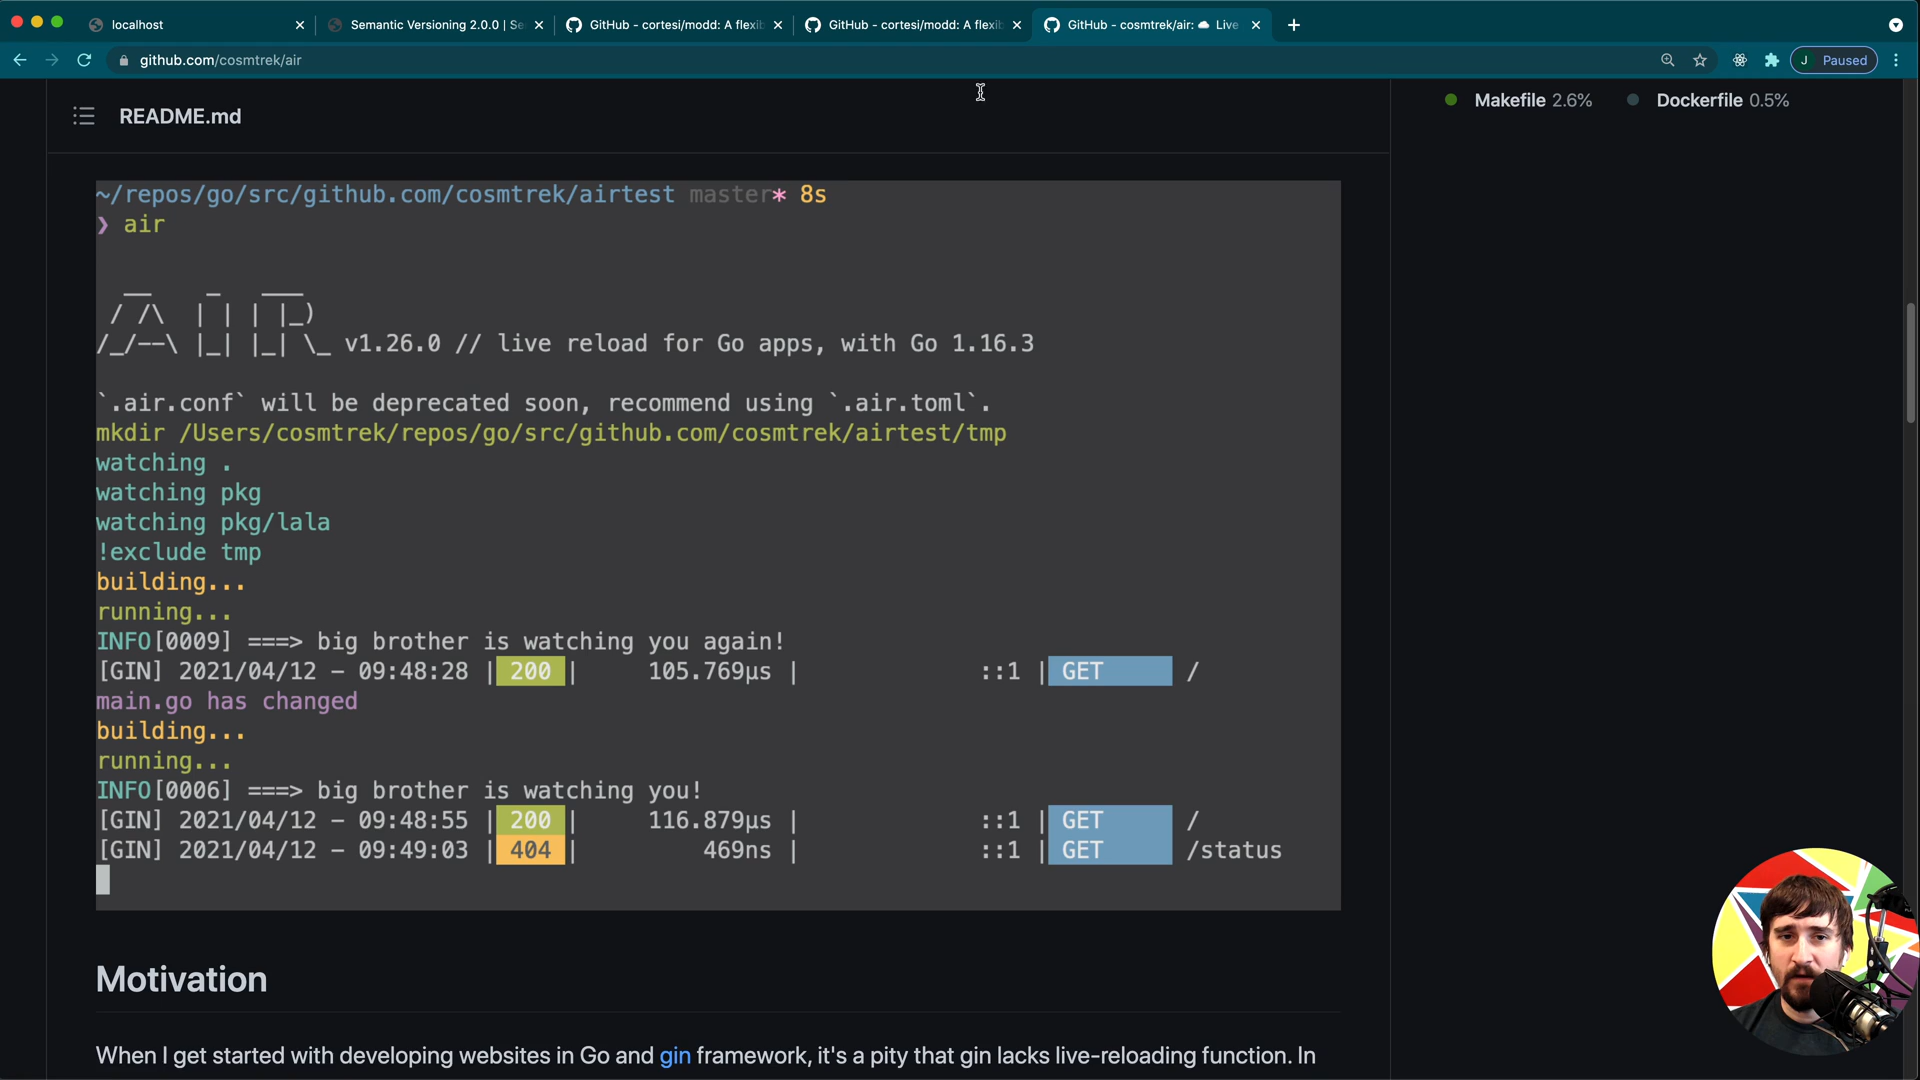 localhost
Semantic Versioning 2.0.0 | Se
GitHub - cortesi/modd: A flexib
GitHub - cortesi/modd: A flexib
GitHub - cosmtrek/air: ☁ Live
github.com/cosmtrek/air
J Paused
README.md
Makefile 2.6%
Dockerfile 0.5%
~/repos/go/src/github.com/cosmtrek/airtest master* 8s
❯ air
v1.26.0 // live reload for Go apps, with Go 1.16.3
`.air.conf` will be deprecated soon, recommend using `.air.toml`.
mkdir /Users/cosmtrek/repos/go/src/github.com/cosmtrek/airtest/tmp
watching .
watching pkg
watching pkg/lala
!exclude tmp
building...
running...
INFO[0009] ===> big brother is watching you again!
[GIN] 2021/04/12 - 09:48:28 | 200 | 105.769µs | ::1 | GET /
main.go has changed
building...
running...
INFO[0006] ===> big brother is watching you!
[GIN] 2021/04/12 - 09:48:55 | 200 | 116.879µs | ::1 | GET /
[GIN] 2021/04/12 - 09:49:03 | 404 | 469ns | ::1 | GET /status
Motivation
When I get started with developing websites in Go and gin framework, it's a pity that gin lacks live-reloading function. In